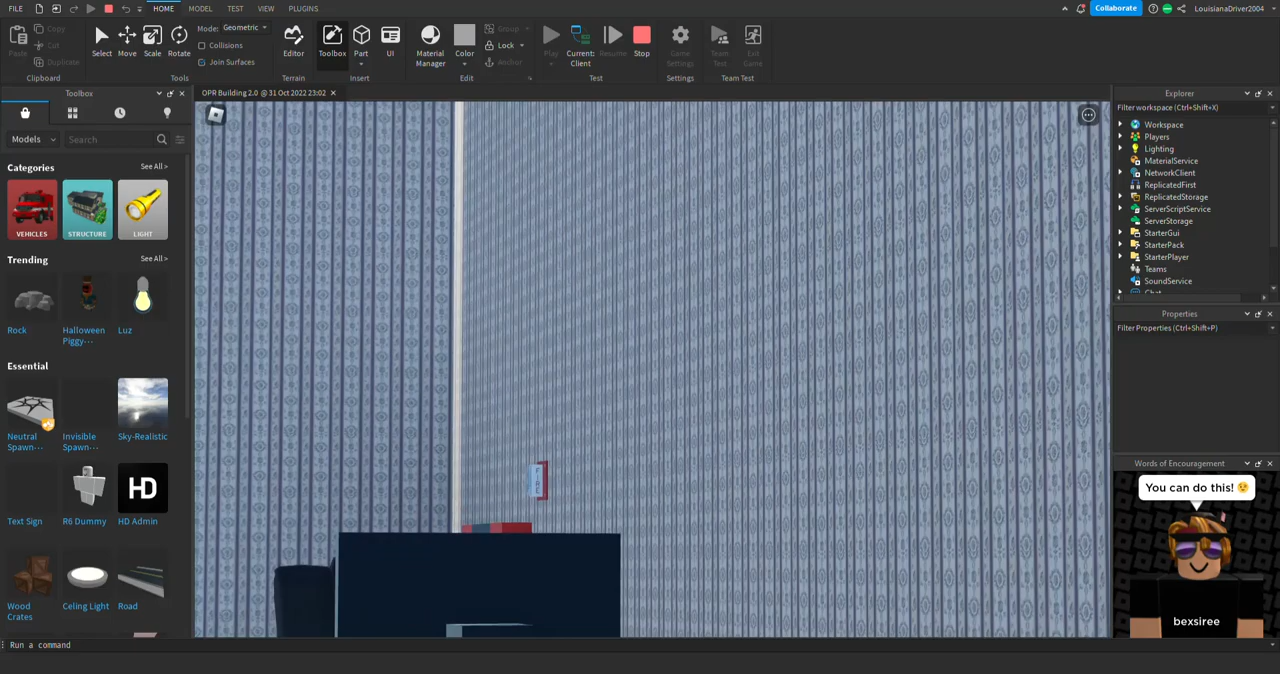 FILE HOME MODEL TEST VIEW PLUGINS Collaborate LouisianaDriver2004
Paste Copy Cut Duplicate Clipboard
Select Move Scale Rotate Mode: Geometric Collisions Join Surfaces Tools
Editor Terrain
Toolbox Part UI Insert
Material Manager Color Group Lock Anchor Edit
Play Current: Client Resume Stop Test
Game Settings Settings
Team Test Exit Game Team Test
Toolbox
Models Search
Categories See All >
VEHICLES STRUCTURE LIGHT
Trending See All >
Rock Halloween Piggy... Luz
Essential
Neutral Spawn... Invisible Spawn... Sky-Realistic
Text Sign R6 Dummy HD Admin
HD
Wood Crates Celing Light Road
OPR Building 2.0 @ 31 Oct 2022 23:02
FIRE
Explorer
Filter workspace (Ctrl+Shift+X)
Workspace
Players
Lighting
MaterialService
NetworkClient
ReplicatedFirst
ReplicatedStorage
ServerScriptService
ServerStorage
StarterGui
StarterPack
StarterPlayer
Teams
SoundService
Chat
Properties
Filter Properties (Ctrl+Shift+P)
Words of Encouragement
You can do this! 😉
bexsiree
Run a command